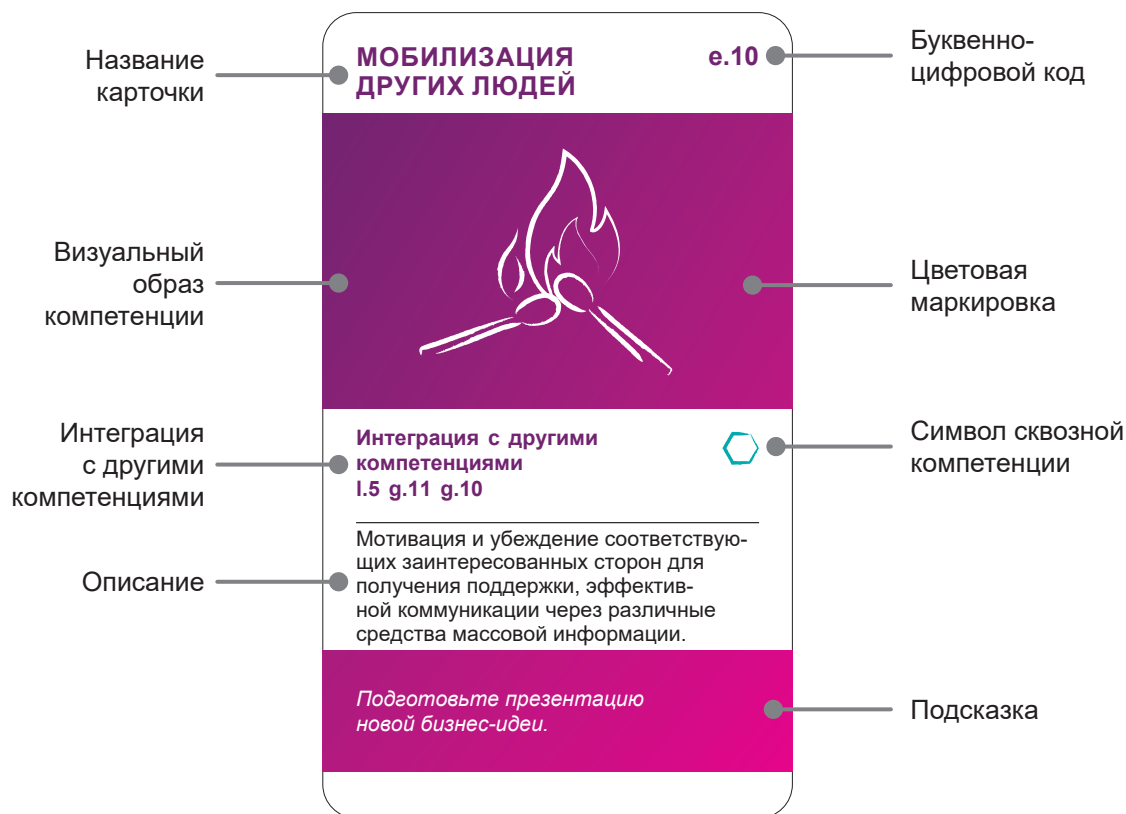 Название
карточки
МОБИЛИЗАЦИЯ
ДРУГИХ ЛЮДЕЙ
e.10
Буквенно-
цифровой код
Визуальный
образ
компетенции
Цветовая
маркировка
Интеграция
с другими
компетенциями
Интеграция с другими
компетенциями
l.5 g.11 g.10
Символ сквозной
компетенции
Описание
Мотивация и убеждение соответствую-
щих заинтересованных сторон для
получения поддержки, эффектив-
ной коммуникации через различные
средства массовой информации.
Подготовьте презентацию
новой бизнес-идеи.
Подсказка